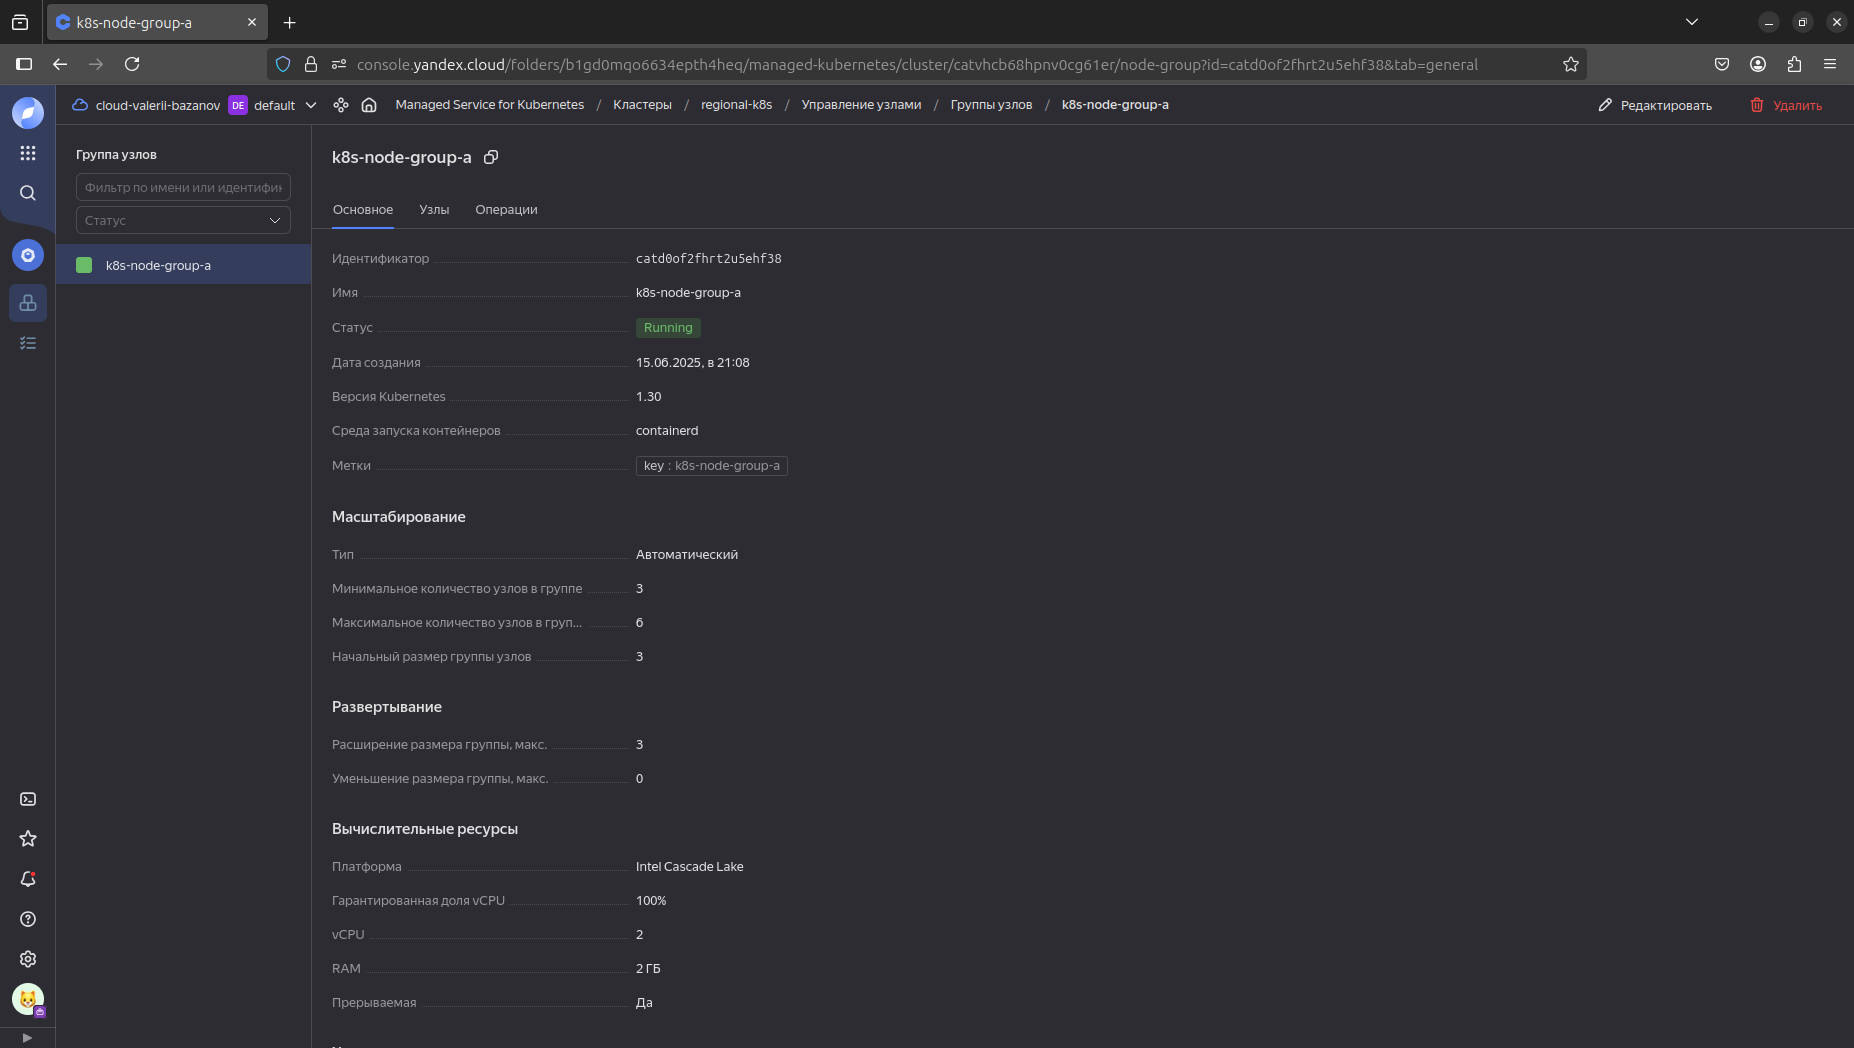 k8s-node-group-a
console.yandex.cloud/folders/b1gd0mqo6634epth4heq/managed-kubernetes/cluster/catvhcb68hpnv0cg61er/node-group?id=catd0of2fhrt2u5ehf38&tab=general
cloud-valerii-bazanov DE default Managed Service for Kubernetes / Кластеры / regional-k8s / Управление узлами / Группы узлов / k8s-node-group-a Редактировать Удалить
Группа узлов
Фильтр по имени или идентифик
Статус
k8s-node-group-a
k8s-node-group-a
Основное Узлы Операции
Идентификатор catd0of2fhrt2u5ehf38
Имя k8s-node-group-a
Статус Running
Дата создания 15.06.2025, в 21:08
Версия Kubernetes 1.30
Среда запуска контейнеров containerd
Метки key : k8s-node-group-a
Масштабирование
Тип Автоматический
Минимальное количество узлов в группе 3
Максимальное количество узлов в груп... 6
Начальный размер группы узлов 3
Развертывание
Расширение размера группы, макс. 3
Уменьшение размера группы, макс. 0
Вычислительные ресурсы
Платформа Intel Cascade Lake
Гарантированная доля vCPU 100%
vCPU 2
RAM 2 ГБ
Прерываемая Да